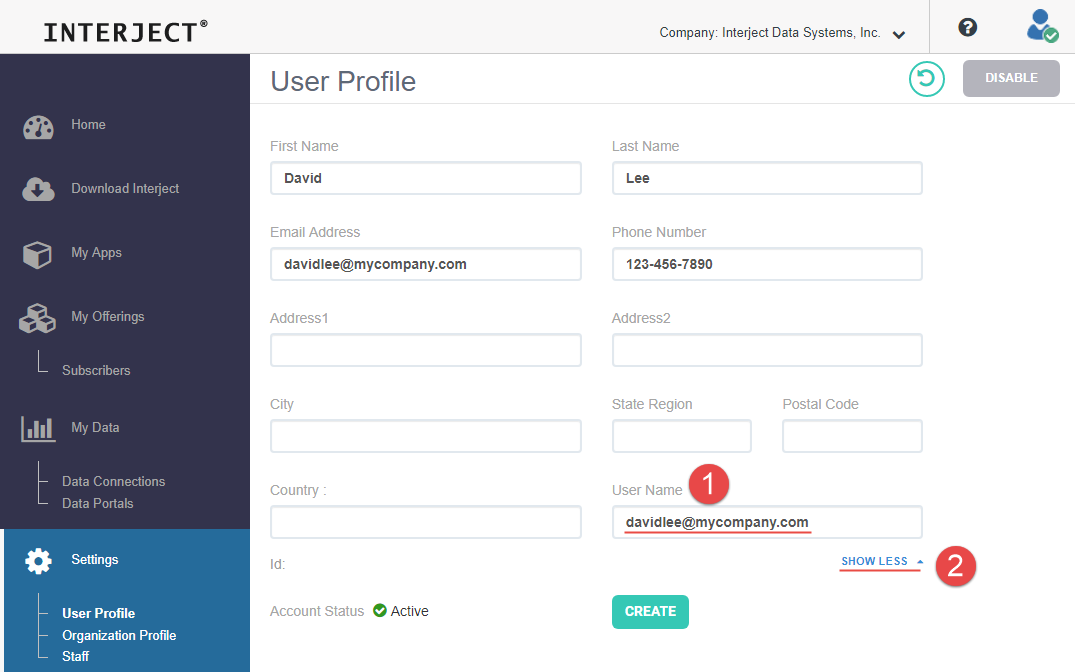 INTERJECT®
Company: Interject Data Systems, Inc.
?
User Profile
DISABLE
Home
Download Interject
My Apps
My Offerings
Subscribers
My Data
Data Connections
Data Portals
Settings
User Profile
Organization Profile
Staff
First Name
Last Name
David
Lee
Email Address
Phone Number
davidlee@mycompany.com
123-456-7890
Address1
Address2
City
State Region
Postal Code
Country :
User Name
1
davidlee@mycompany.com
Id:
SHOW LESS
2
Account Status
Active
CREATE